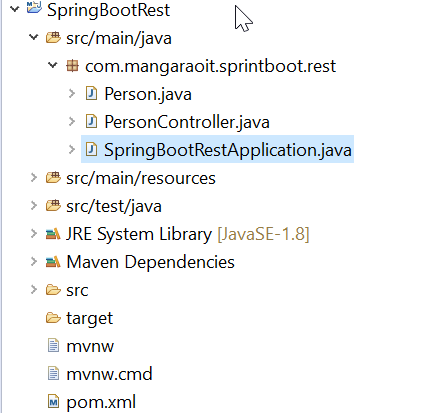 SpringBootRest
src/main/java
com.mangaraoit.sprintboot.rest
Person.java
PersonController.java
SpringBootRestApplication.java
src/main/resources
src/test/java
JRE System Library [JavaSE-1.8]
Maven Dependencies
src
target
mvnw
mvnw.cmd
pom.xml